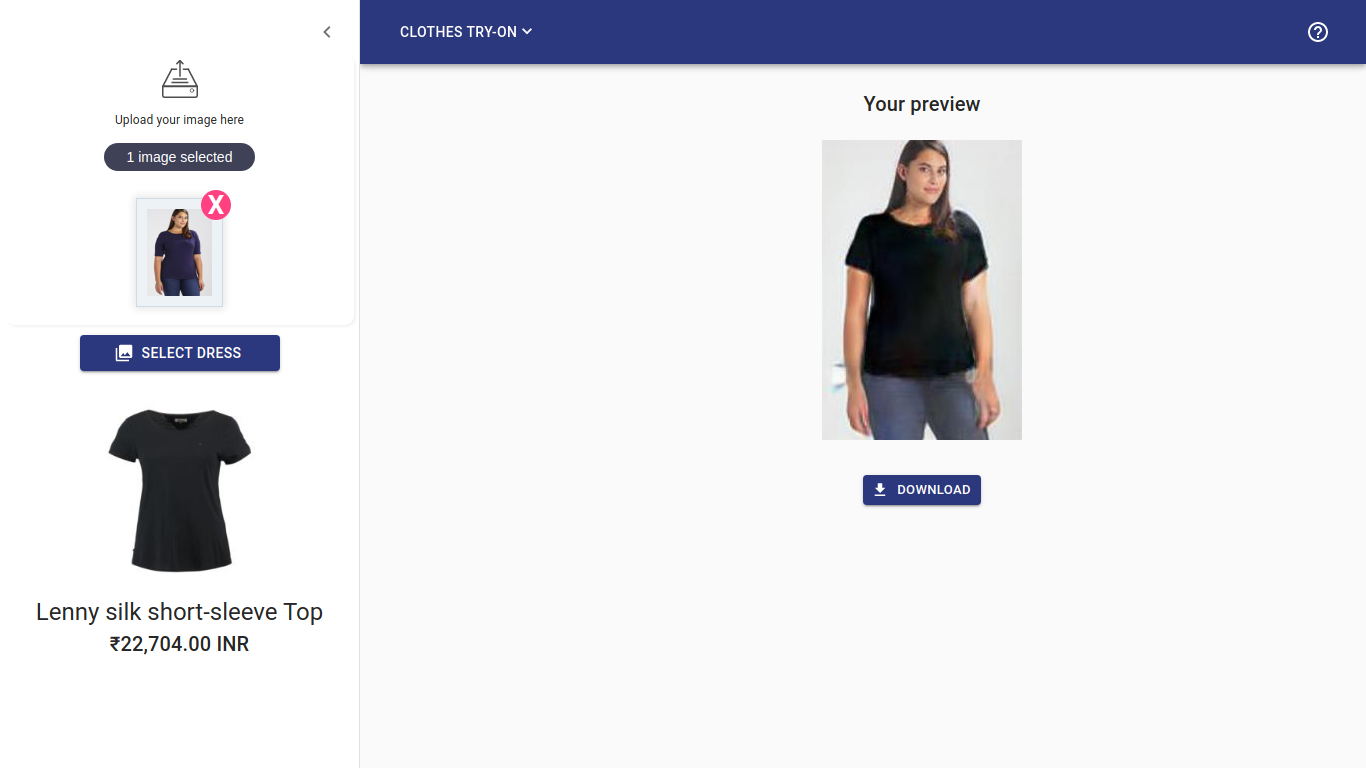 CLOTHES TRY-ON
Upload your image here
1 image selected
X
SELECT DRESS
Lenny silk short-sleeve Top
₹22,704.00 INR
Your preview
DOWNLOAD